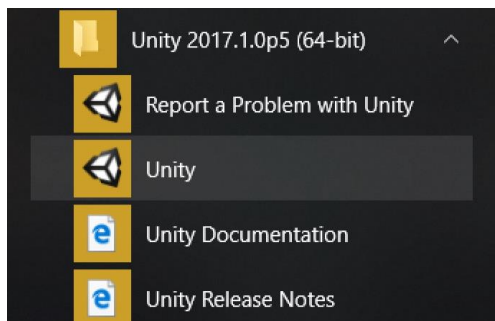 Unity 2017.1.0p5 (64-bit)
Report a Problem with Unity
Unity
Unity Documentation
Unity Release Notes